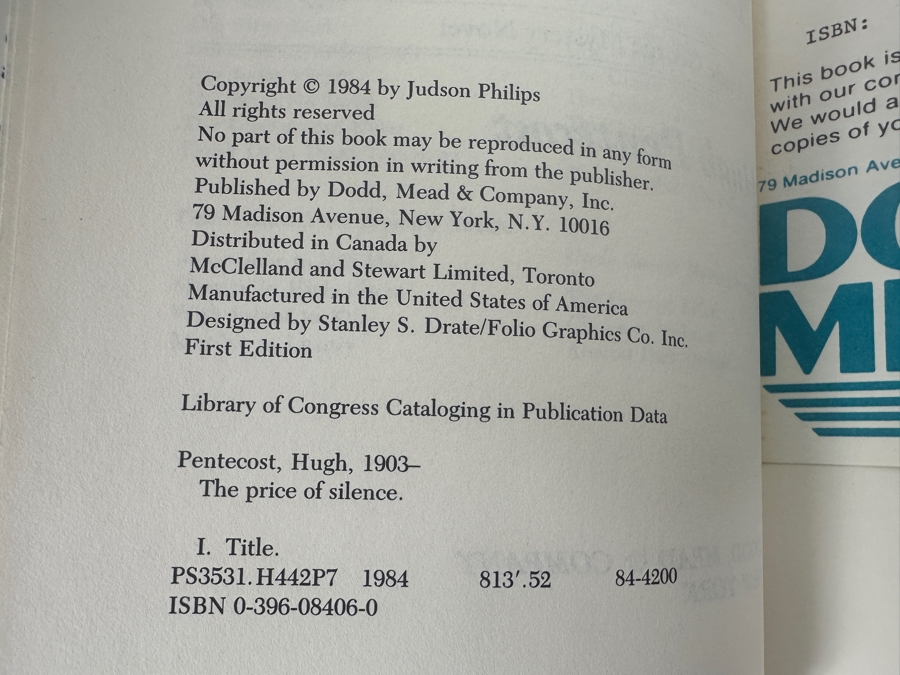 Copyright © 1984 by Judson Philips
All rights reserved
No part of this book may be reproduced in any form
without permission in writing from the publisher.
Published by Dodd, Mead & Company, Inc.
79 Madison Avenue, New York, N.Y. 10016
Distributed in Canada by
McClelland and Stewart Limited, Toronto
Manufactured in the United States of America
Designed by Stanley S. Drate/Folio Graphics Co. Inc.
First Edition
Library of Congress Cataloging in Publication Data
Pentecost, Hugh, 1903–
The price of silence.
I. Title.
PS3531.H442P7 1984 813′.52 84-4200
ISBN 0-396-08406-0
ISBN:
This book is
with our
We would
copies of
79 Madison